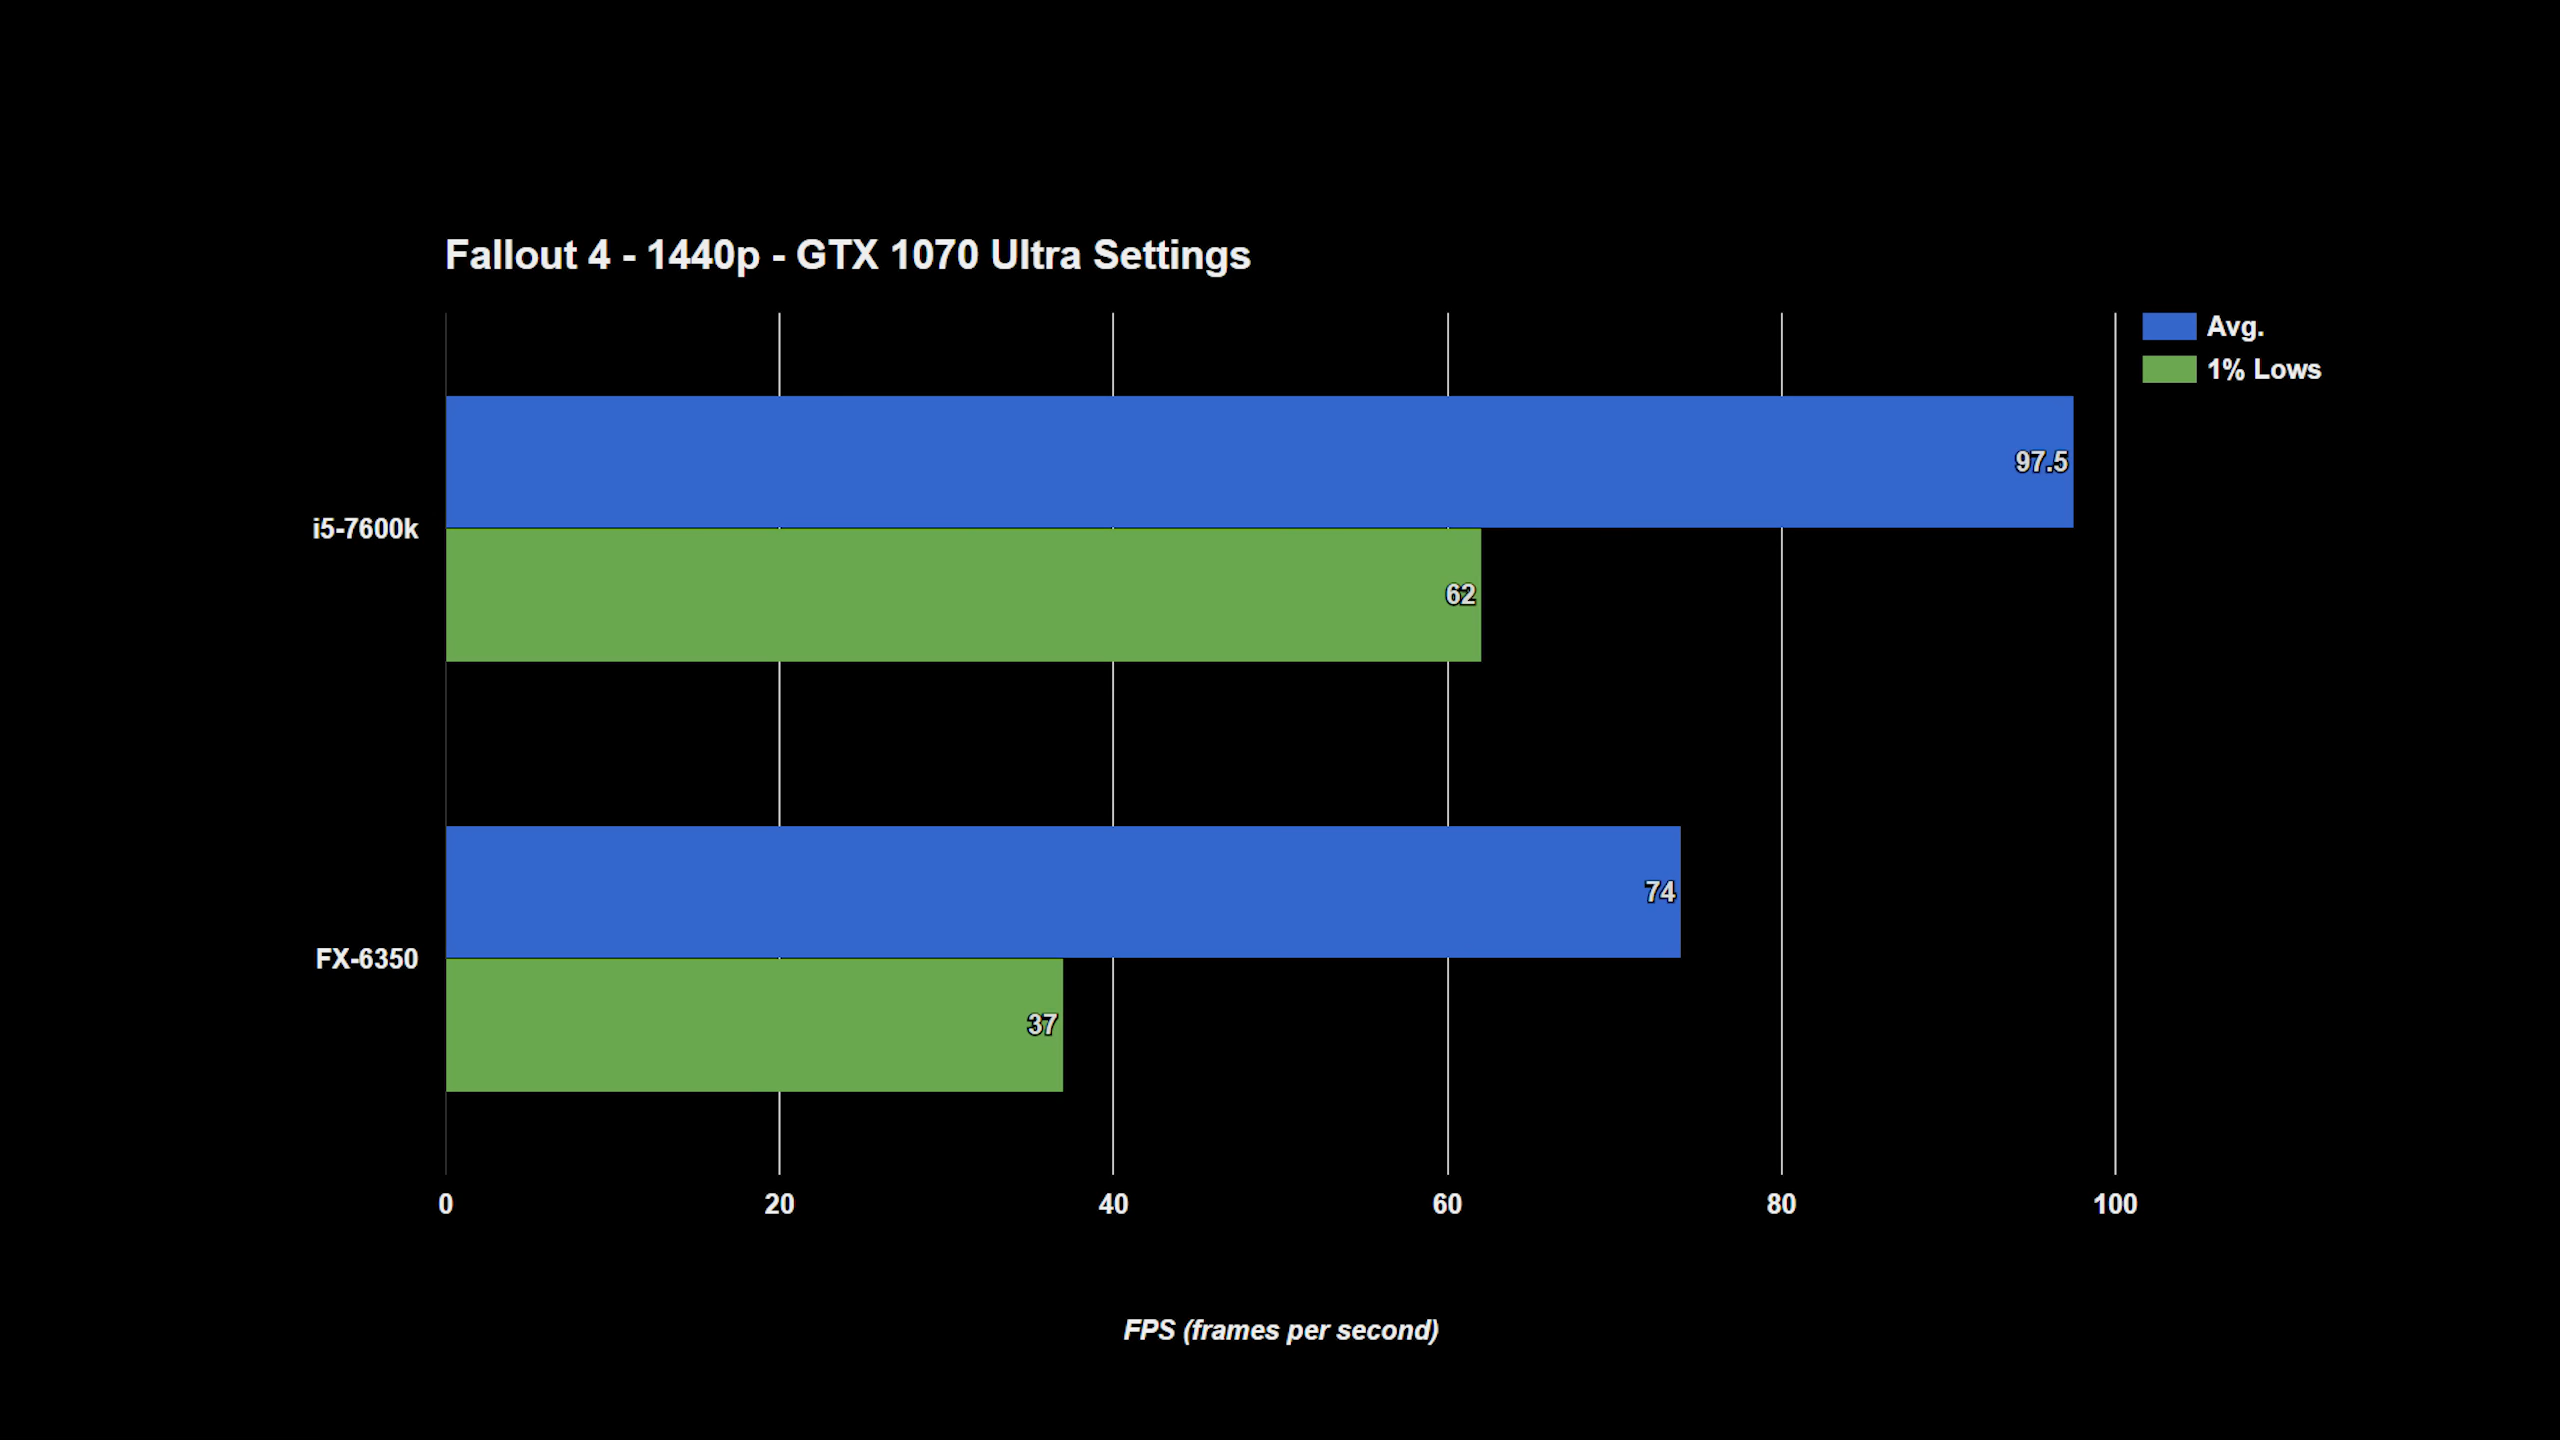 Fallout 4 - 1440p - GTX 1070 Ultra Settings
Avg.
1% Lows
i5-7600k
97.5
62
FX-6350
74
37
0 20 40 60 80 100
FPS (frames per second)